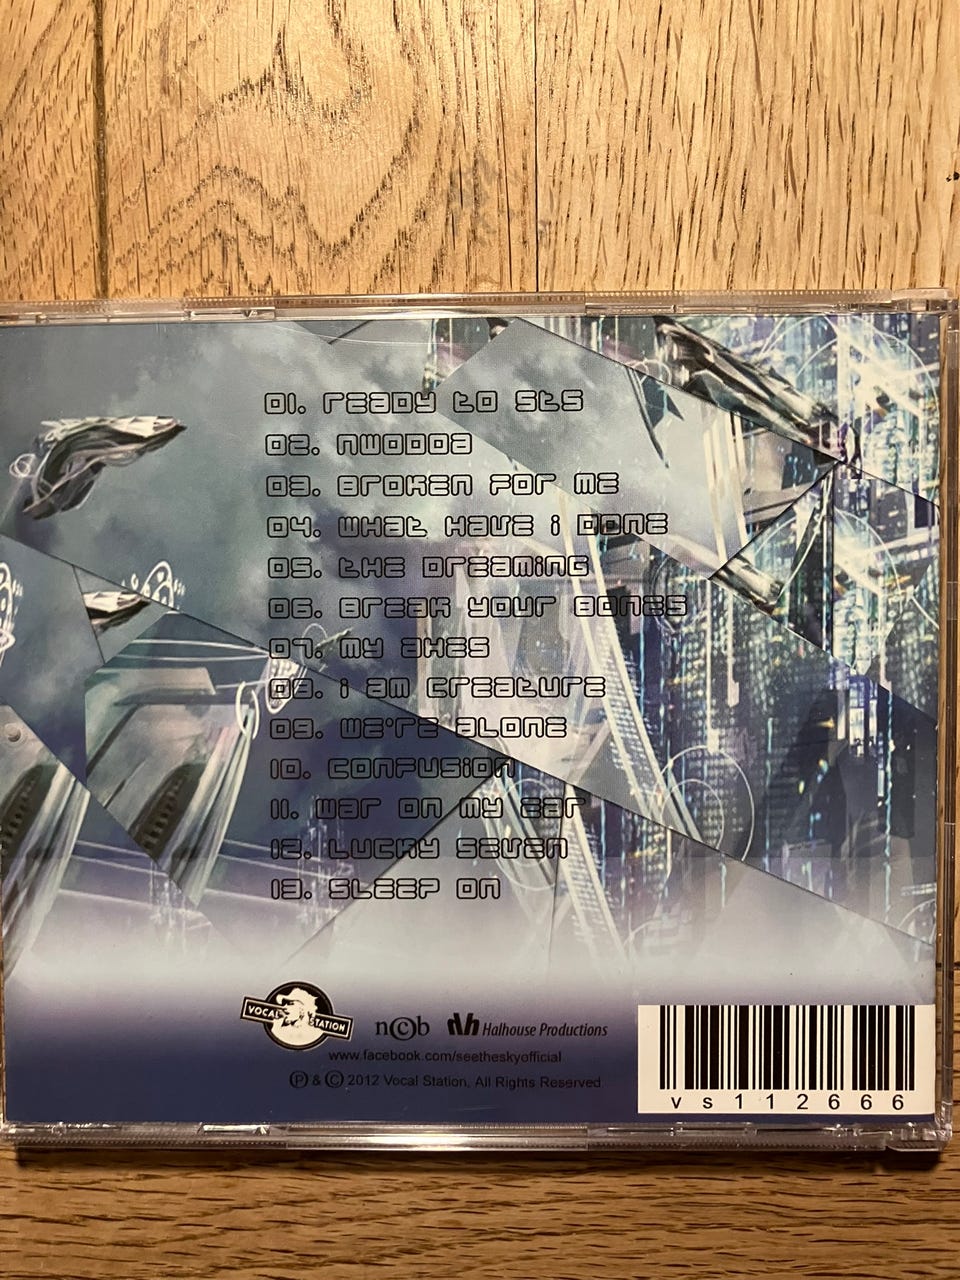 01. Ready to STS
02. NWODDA
03. Broken for me
04. What have i done
05. The Dreaming
06. Break your bones
07. My axes
08. i am creature
09. We're alone
10. Confusion
11. War on my ear
12. Lucky seven
13. Sleep on
VOCAL STATION
n©b
hh Halhouse Productions
www.facebook.com/seetheskyofficial
℗ & © 2012 Vocal Station, All Rights Reserved
vs112666